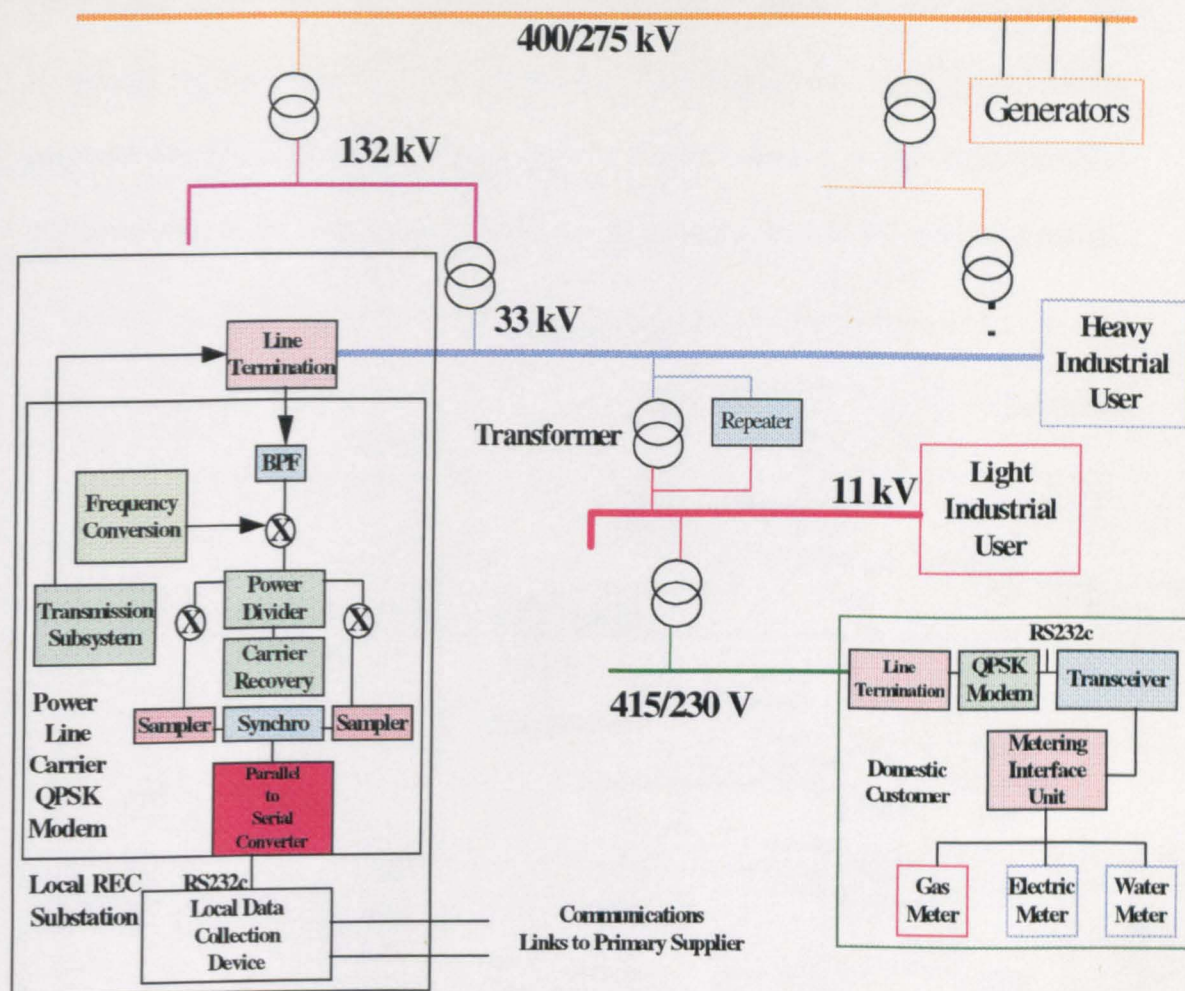 400/275 kV
Generators
132 kV
33 kV
Line
Termination
Heavy
Industrial
User
Transformer
Repeater
BPF
Frequency
Conversion
X
11 kV
Light
Industrial
User
Power
Divider
X
X
Transmission
Subsystem
Carrier
Recovery
Sampler
Synchro
Sampler
Power
Line
Carrier
QPSK
Modem
Parallel
to
Serial
Converter
415/230 V
RS232c
Line
Termination
QPSK
Modem
Transceiver
Metering
Interface
Unit
Domestic
Customer
Gas
Meter
Electric
Meter
Water
Meter
Local REC
Substation
RS232c
Local Data
Collection
Device
Communications
Links to Primary Supplier